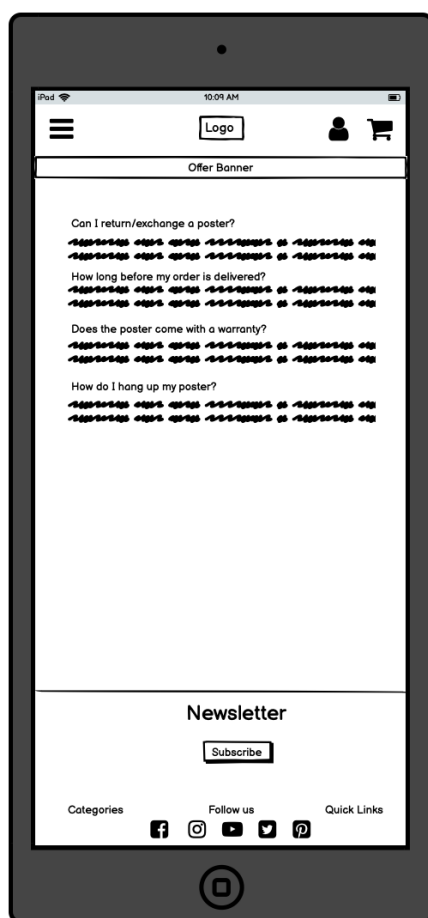 iPad
10:09 AM
Logo
Offer Banner
Can I return/exchange a poster?
How long before my order is delivered?
Does the poster come with a warranty?
How do I hang up my poster?
Newsletter
Subscribe
Categories Follow us Quick Links